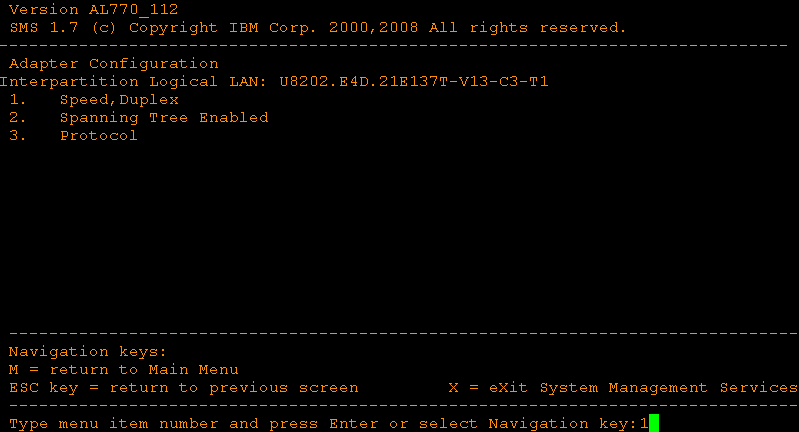 Version AL770_112
SMS 1.7 (c) Copyright IBM Corp. 2000,2008 All rights reserved.
-------------------------------------------------------------------------------
Adapter Configuration
Interpartition Logical LAN: U8202.E4D.21E137T-V13-C3-T1
1. Speed,Duplex
2. Spanning Tree Enabled
3. Protocol
-------------------------------------------------------------------------------
Navigation keys:
M = return to Main Menu
ESC key = return to previous screen X = eXit System Management Services
-------------------------------------------------------------------------------
Type menu item number and press Enter or select Navigation key:1